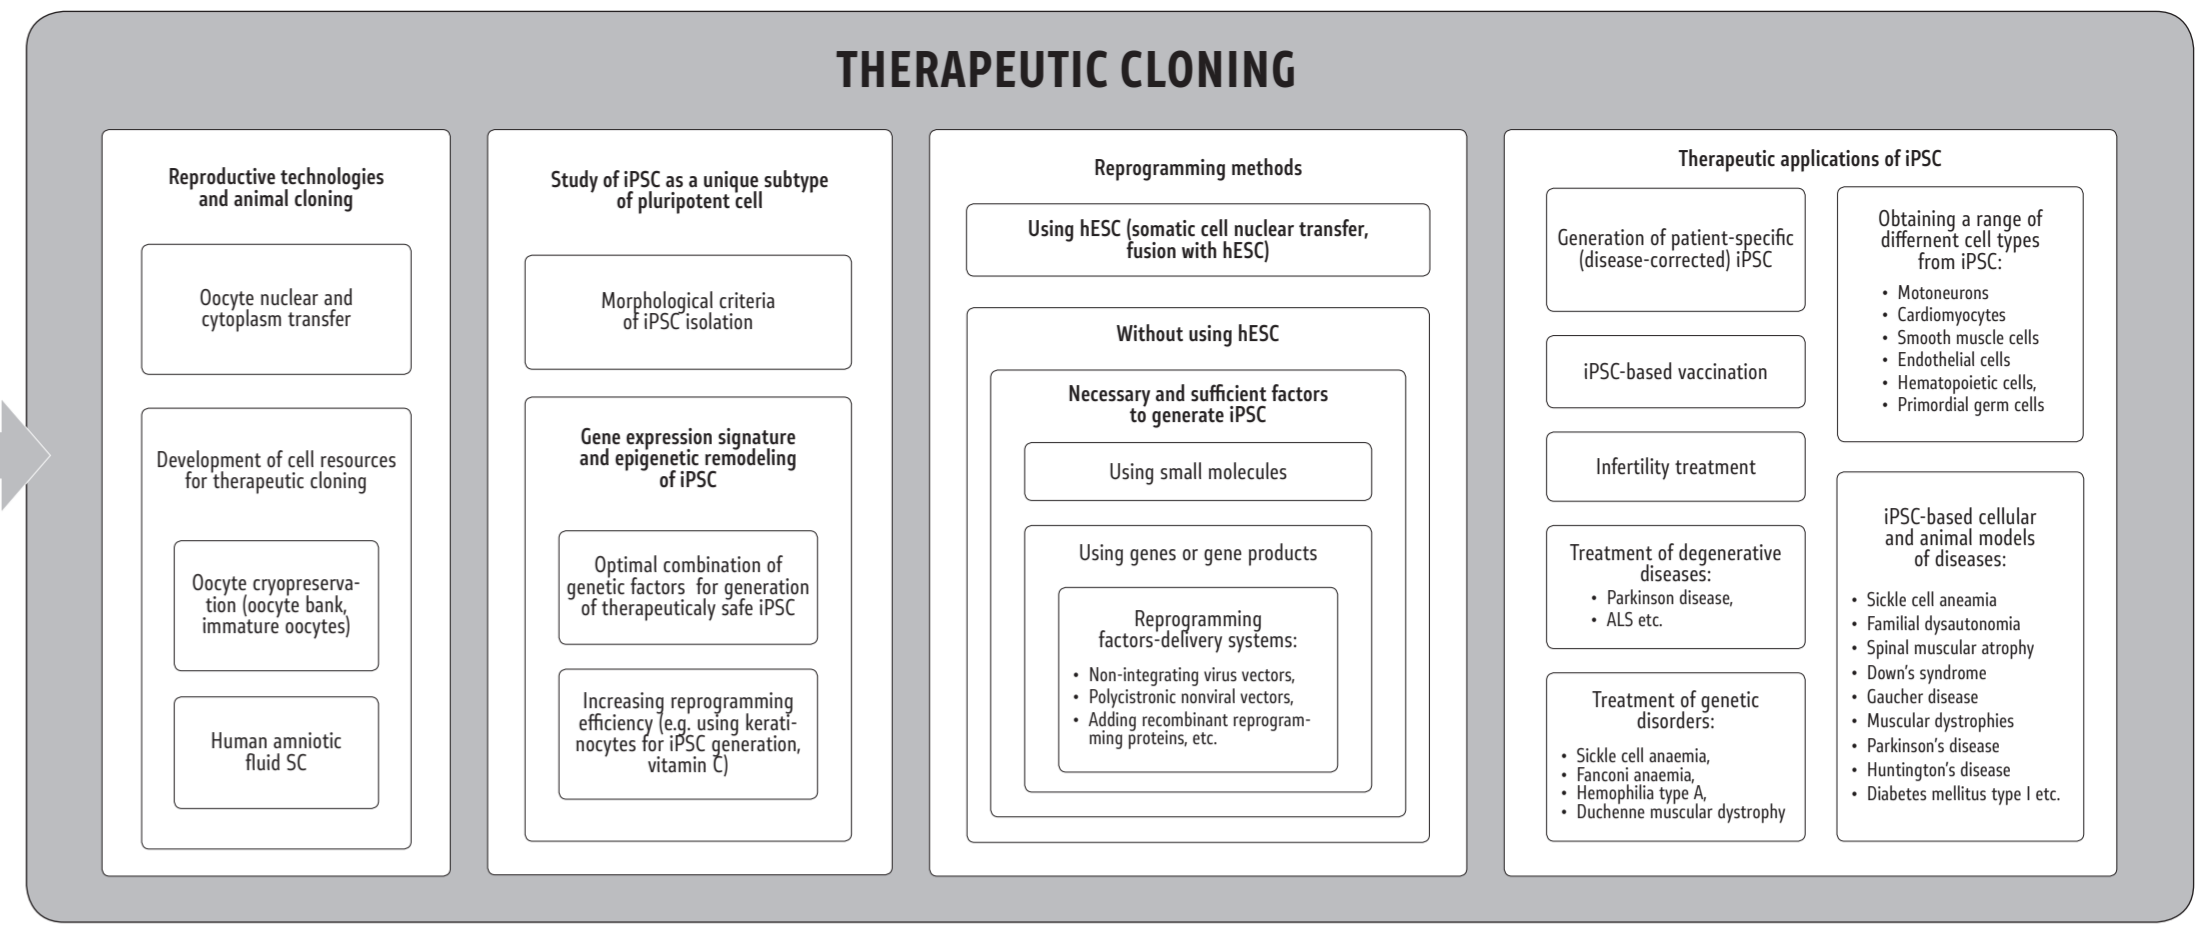 THERAPEUTIC CLONING
Reproductive technologies
and animal cloning
Oocyte nuclear and
cytoplasm transfer
Development of cell resources
for therapeutic cloning
Oocyte cryopreserva-
tion (oocyte bank,
immature oocytes)
Human amniotic
fluid SC
Study of iPSC as a unique subtype
of pluripotent cell
Morphological criteria
of iPSC isolation
Gene expression signature
and epigenetic remodeling
of iPSC
Optimal combination of
genetic factors for generation
of therapeuticaly safe iPSC
Increasing reprogramming
efficiency (e.g. using kerati-
nocytes for iPSC generation,
vitamin C)
Reprogramming methods
Using hESC (somatic cell nuclear transfer,
fusion with hESC)
Without using hESC
Necessary and sufficient factors
to generate iPSC
Using small molecules
Using genes or gene products
Reprogramming
factors-delivery systems:
• Non-integrating virus vectors,
• Polycistronic nonviral vectors,
• Adding recombinant reprogram-
ming proteins, etc.
Therapeutic applications of iPSC
Generation of patient-specific
(disease-corrected) iPSC
iPSC-based vaccination
Infertility treatment
Treatment of degenerative
diseases:
• Parkinson disease,
• ALS etc.
Treatment of genetic
disorders:
• Sickle cell anaemia,
• Fanconi anaemia,
• Hemophilia type A,
• Duchenne muscular dystrophy
Obtaining a range of
differnent cell types
from iPSC:
• Motoneurons
• Cardiomyocytes
• Smooth muscle cells
• Endothelial cells
• Hematopoietic cells,
• Primordial germ cells
iPSC-based cellular
and animal models
of diseases:
• Sickle cell aneamia
• Familial dysautonomia
• Spinal muscular atrophy
• Down's syndrome
• Gaucher disease
• Muscular dystrophies
• Parkinson's disease
• Huntington's disease
• Diabetes mellitus type I etc.